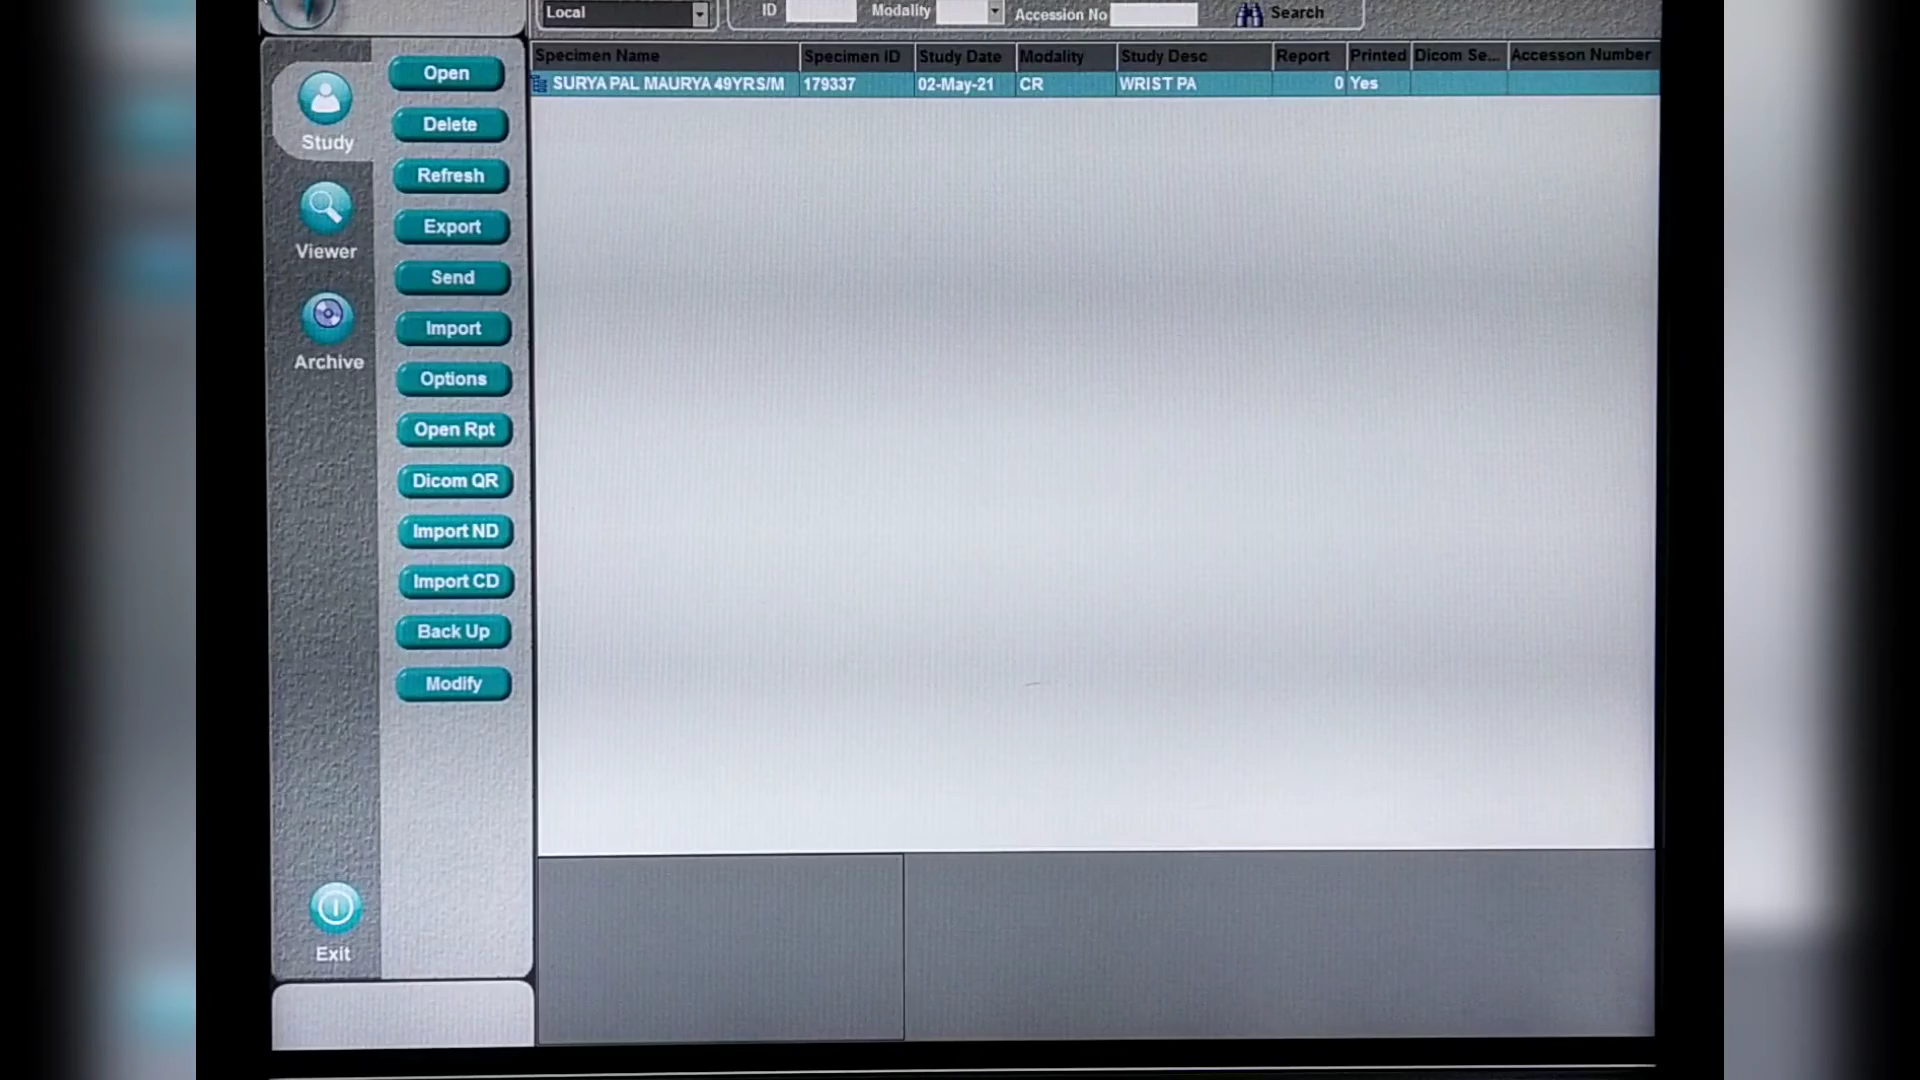 Local ID Modality Accession No Search
Specimen Name Specimen ID Study Date Modality Study Desc Report Printed Dicom Se... Accesson Number
SURYA PAL MAURYA 49YRS/M 179337 02-May-21 CR WRIST PA 0 Yes
Study
Viewer
Archive
Exit
Open
Delete
Refresh
Export
Send
Import
Options
Open Rpt
Dicom QR
Import ND
Import CD
Back Up
Modify